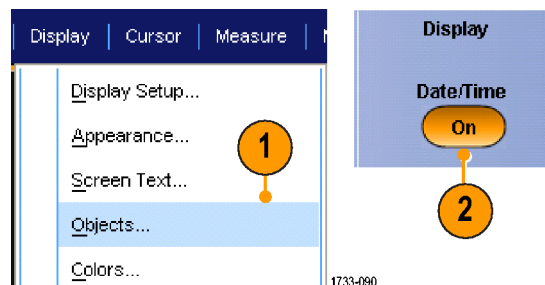 Display | Cursor | Measure |
Display Setup...
Appearance...
Screen Text...
Objects...
Colors...
1
Display
Date/Time
On
2
1733-090